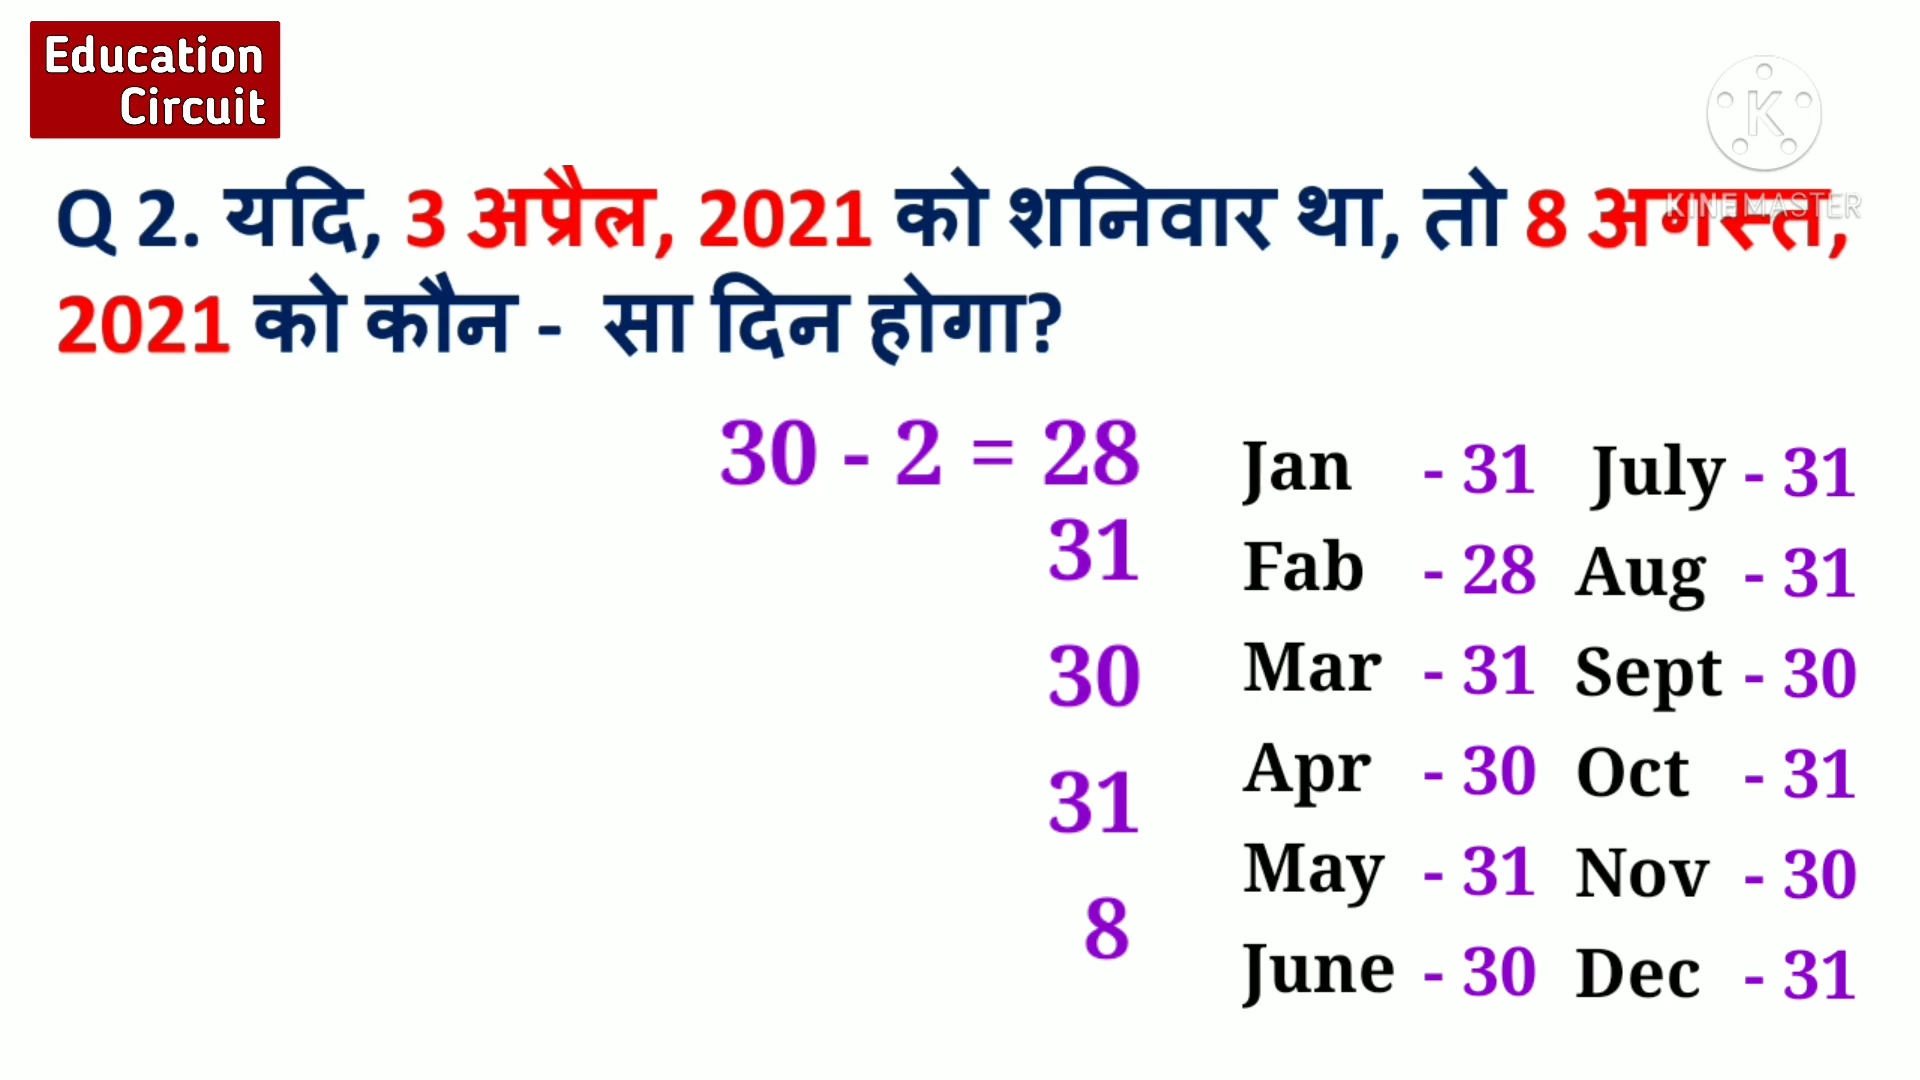 Education
Circuit
K
KINEMASTER
Q 2. यदि, 3 अप्रैल, 2021 को शनिवार था, तो 8 अगस्त,
2021 को कौन - सा दिन होगा?
30 - 2 = 28
31
30
31
8
Jan - 31 July - 31
Fab - 28 Aug - 31
Mar - 31 Sept - 30
Apr - 30 Oct - 31
May - 31 Nov - 30
June - 30 Dec - 31